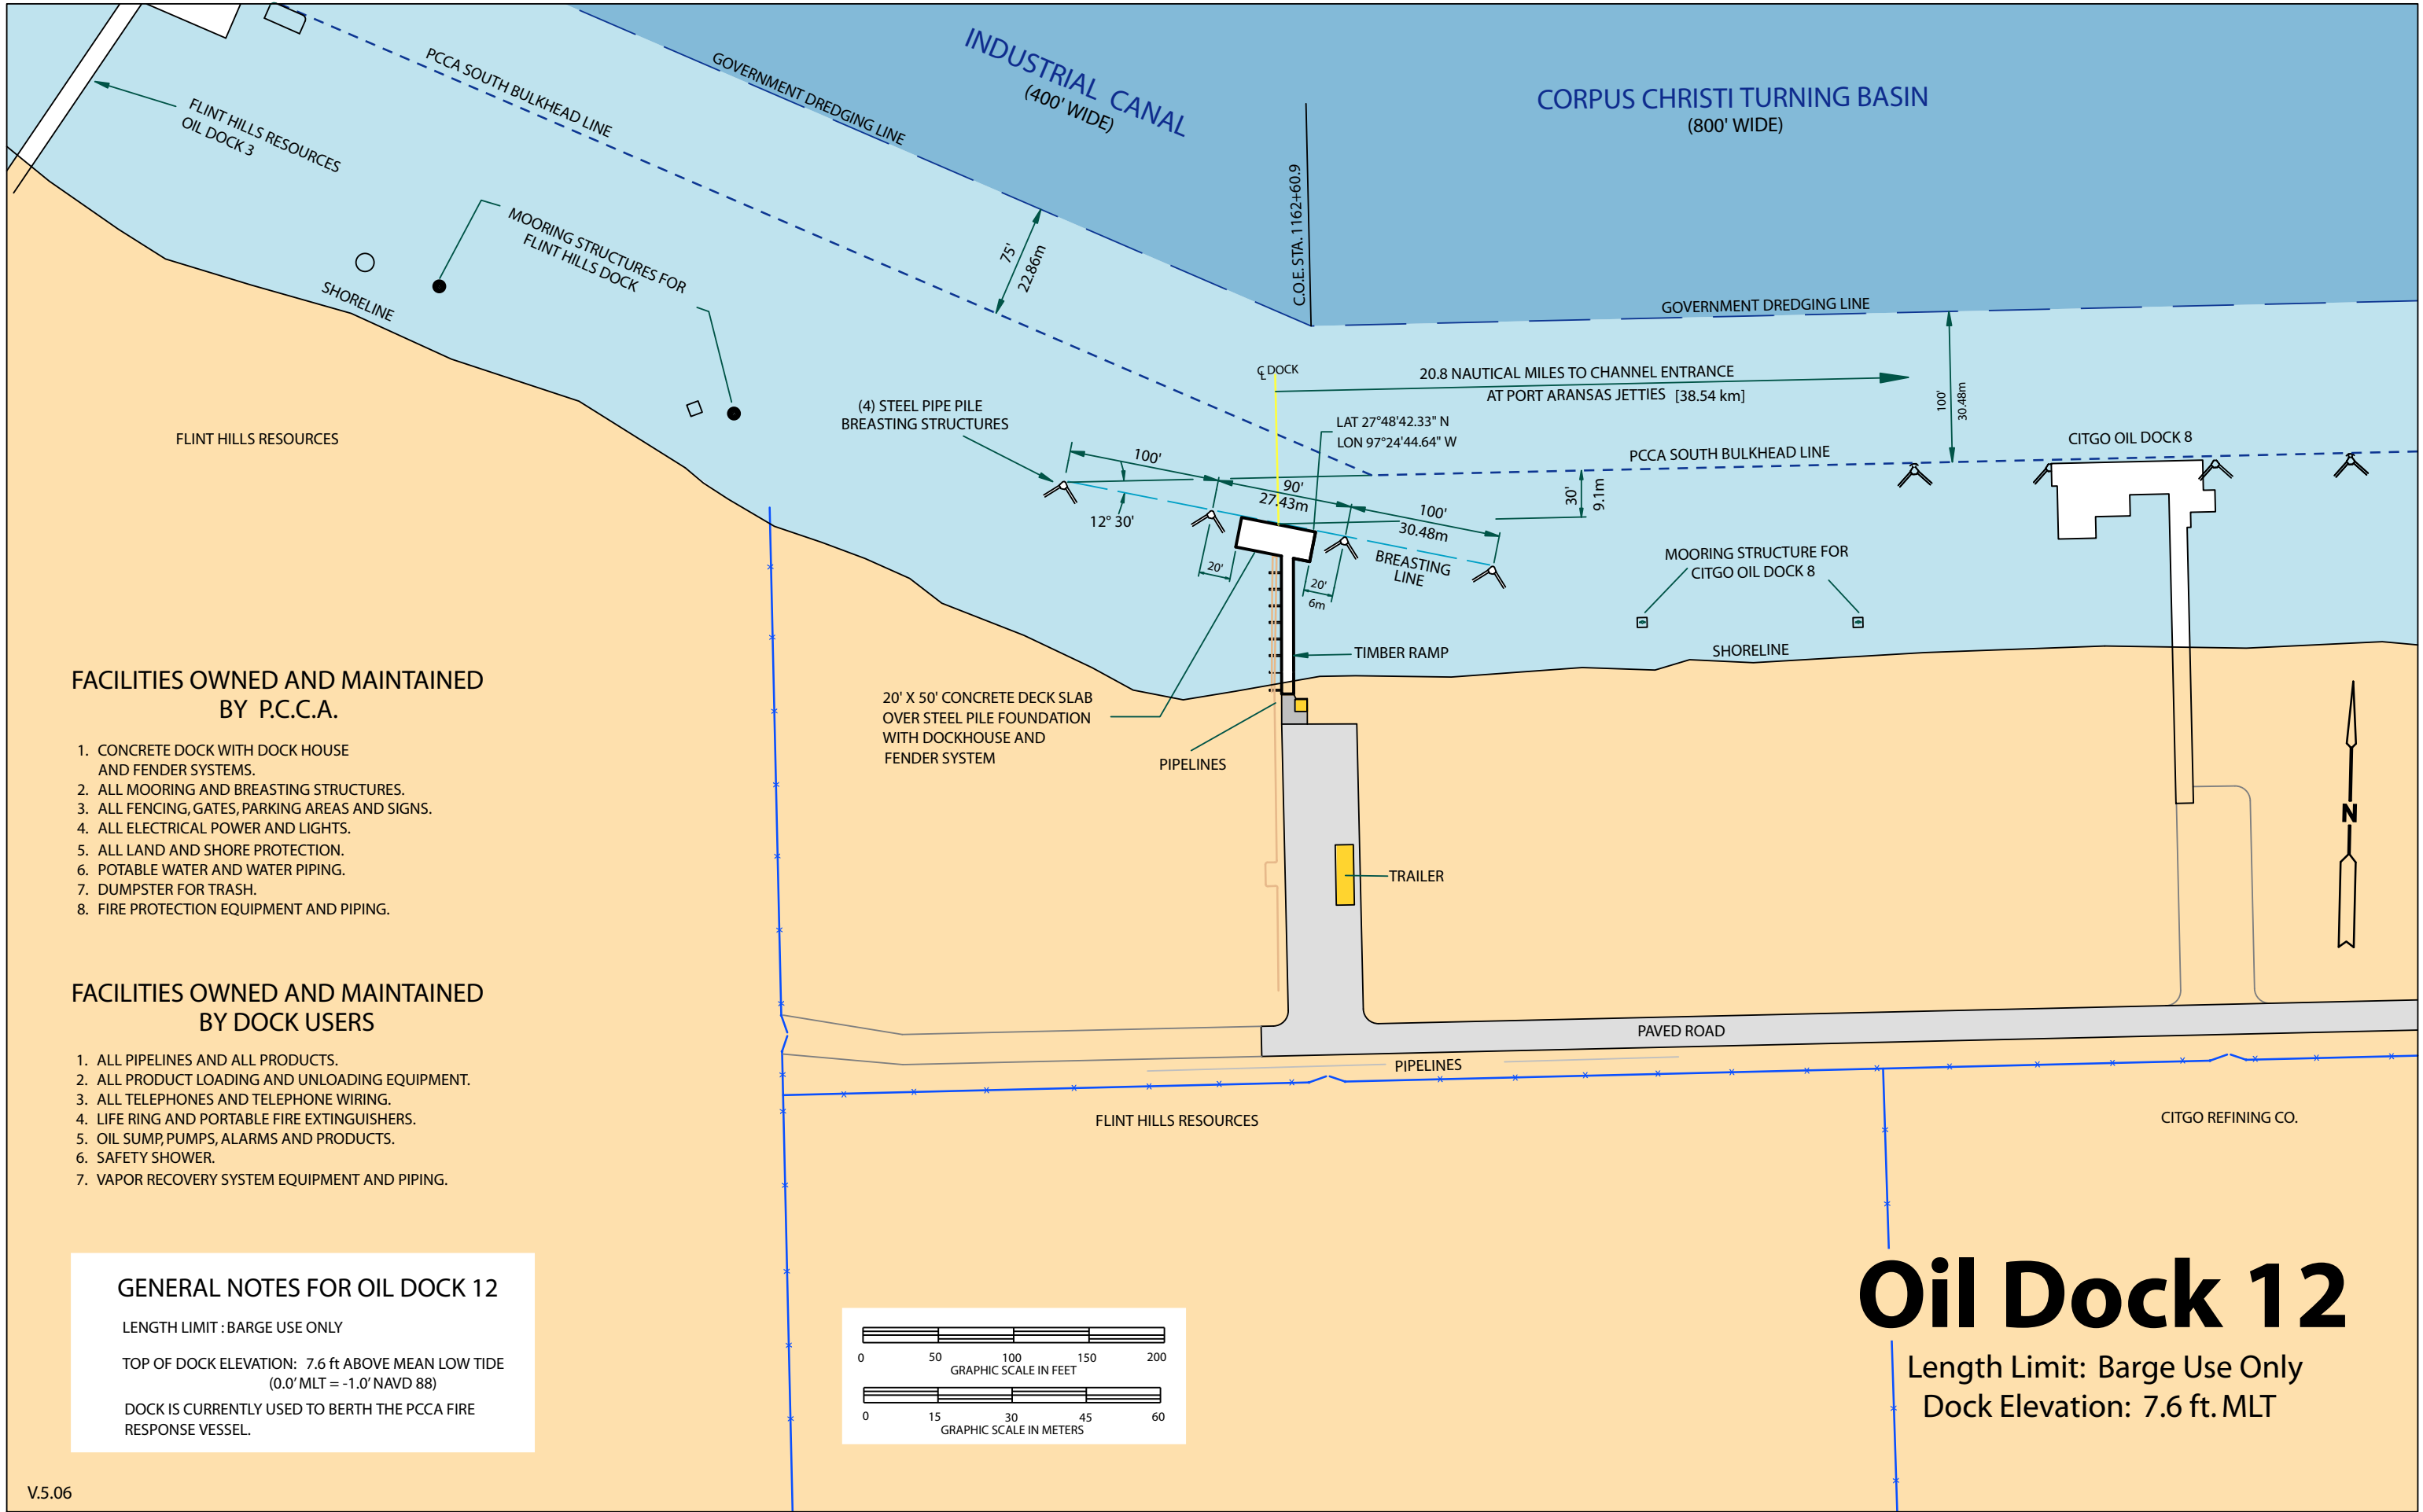 INDUSTRIAL CANAL
(400' WIDE)
CORPUS CHRISTI TURNING BASIN
(800' WIDE)
PCCA SOUTH BULKHEAD LINE
GOVERNMENT DREDGING LINE
FLINT HILLS RESOURCES
OIL DOCK 3
MOORING STRUCTURES FOR
FLINT HILLS DOCK
SHORELINE
75'
22.86m
C.O.E. STA. 1162+60.9
GOVERNMENT DREDGING LINE
℄ DOCK
20.8 NAUTICAL MILES TO CHANNEL ENTRANCE
AT PORT ARANSAS JETTIES [38.54 km]
100'
30.48m
(4) STEEL PIPE PILE
BREASTING STRUCTURES
LAT 27°48'42.33" N
LON 97°24'44.64" W
FLINT HILLS RESOURCES
CITGO OIL DOCK 8
PCCA SOUTH BULKHEAD LINE
100'
90'
27.43m
100'
30.48m
30'
9.1m
12° 30'
20'
20'
6m
BREASTING
LINE
MOORING STRUCTURE FOR
CITGO OIL DOCK 8
TIMBER RAMP
SHORELINE
20' X 50' CONCRETE DECK SLAB
OVER STEEL PILE FOUNDATION
WITH DOCKHOUSE AND
FENDER SYSTEM
PIPELINES
TRAILER
N
FACILITIES OWNED AND MAINTAINED
BY P.C.C.A.
1. CONCRETE DOCK WITH DOCK HOUSE
AND FENDER SYSTEMS.
2. ALL MOORING AND BREASTING STRUCTURES.
3. ALL FENCING, GATES, PARKING AREAS AND SIGNS.
4. ALL ELECTRICAL POWER AND LIGHTS.
5. ALL LAND AND SHORE PROTECTION.
6. POTABLE WATER AND WATER PIPING.
7. DUMPSTER FOR TRASH.
8. FIRE PROTECTION EQUIPMENT AND PIPING.
FACILITIES OWNED AND MAINTAINED
BY DOCK USERS
1. ALL PIPELINES AND ALL PRODUCTS.
2. ALL PRODUCT LOADING AND UNLOADING EQUIPMENT.
3. ALL TELEPHONES AND TELEPHONE WIRING.
4. LIFE RING AND PORTABLE FIRE EXTINGUISHERS.
5. OIL SUMP, PUMPS, ALARMS AND PRODUCTS.
6. SAFETY SHOWER.
7. VAPOR RECOVERY SYSTEM EQUIPMENT AND PIPING.
PAVED ROAD
PIPELINES
FLINT HILLS RESOURCES
CITGO REFINING CO.
GENERAL NOTES FOR OIL DOCK 12
LENGTH LIMIT : BARGE USE ONLY
TOP OF DOCK ELEVATION: 7.6 ft ABOVE MEAN LOW TIDE
(0.0' MLT = -1.0' NAVD 88)
DOCK IS CURRENTLY USED TO BERTH THE PCCA FIRE
RESPONSE VESSEL.
0 50 100 150 200
GRAPHIC SCALE IN FEET
0 15 30 45 60
GRAPHIC SCALE IN METERS
Oil Dock 12
Length Limit: Barge Use Only
Dock Elevation: 7.6 ft. MLT
V.5.06